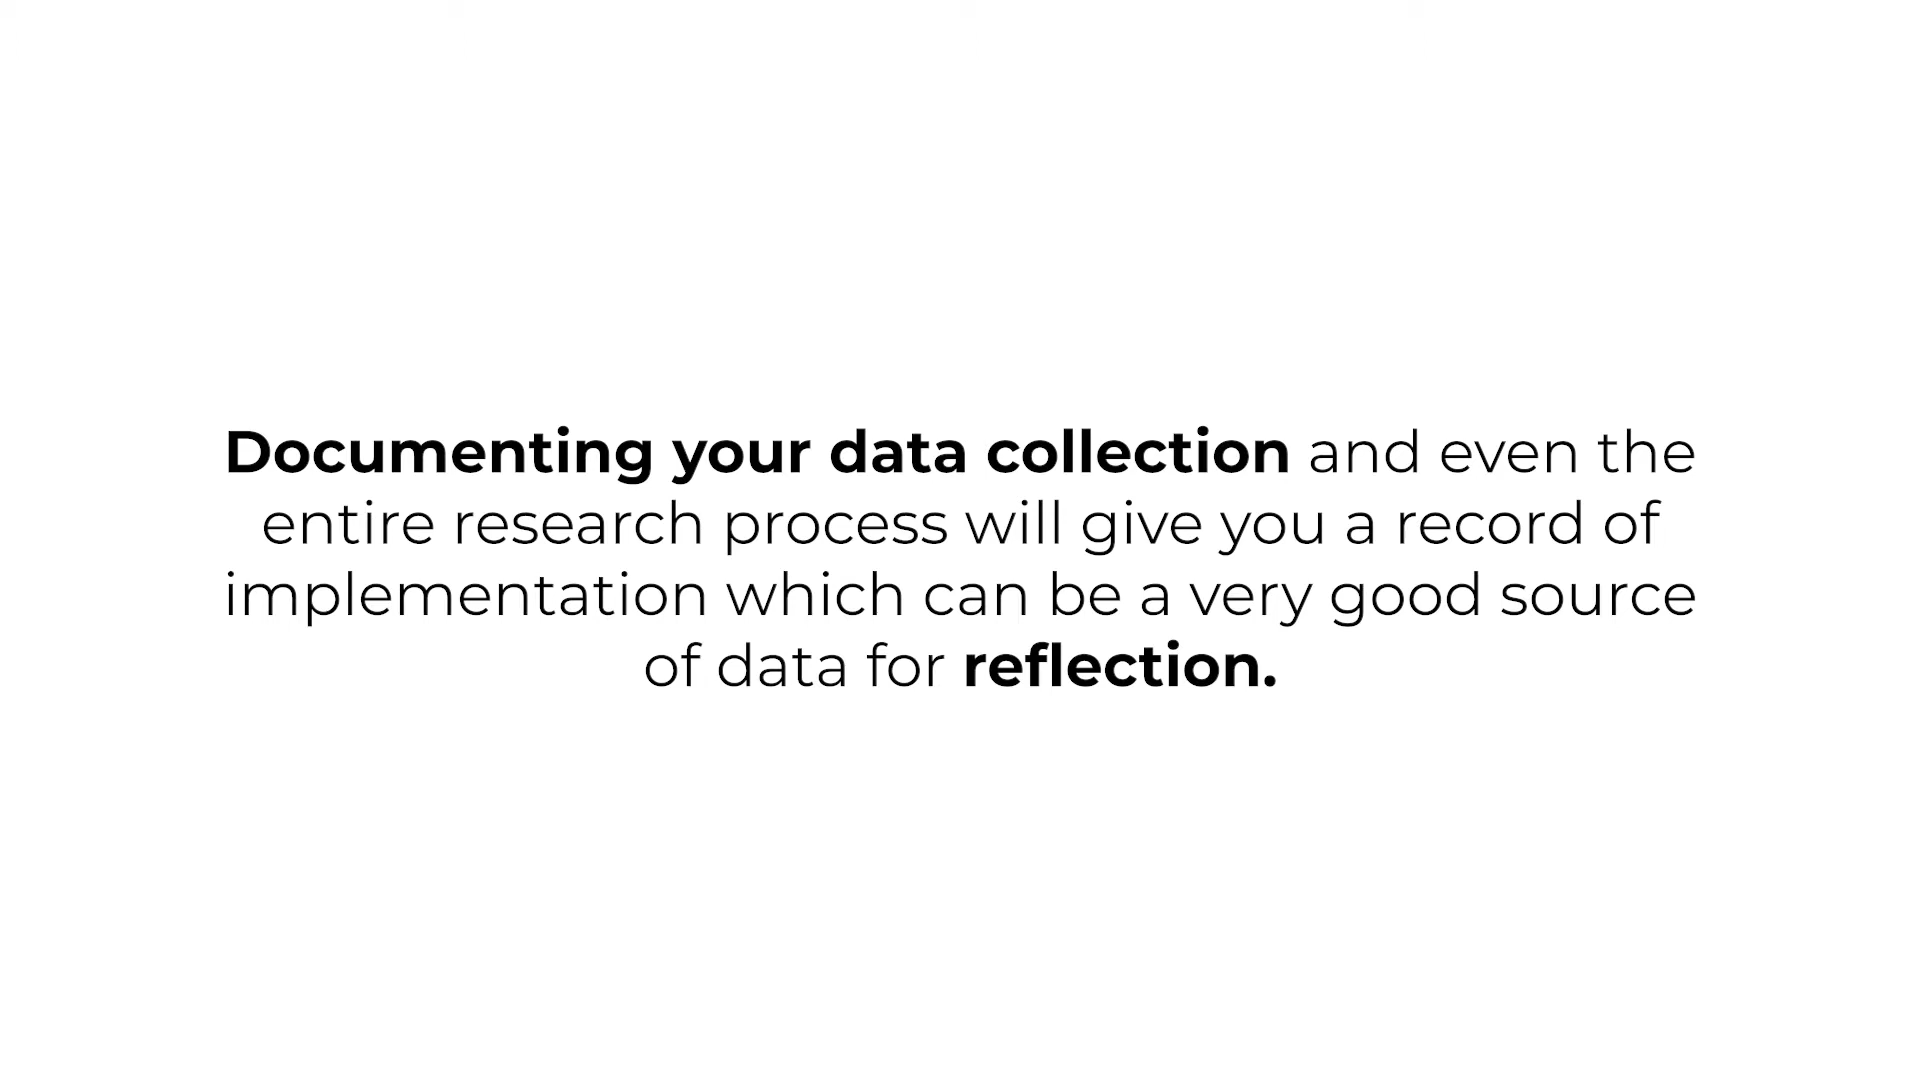 Documenting your data collection and even the
entire research process will give you a record of
implementation which can be a very good source
of data for reflection.